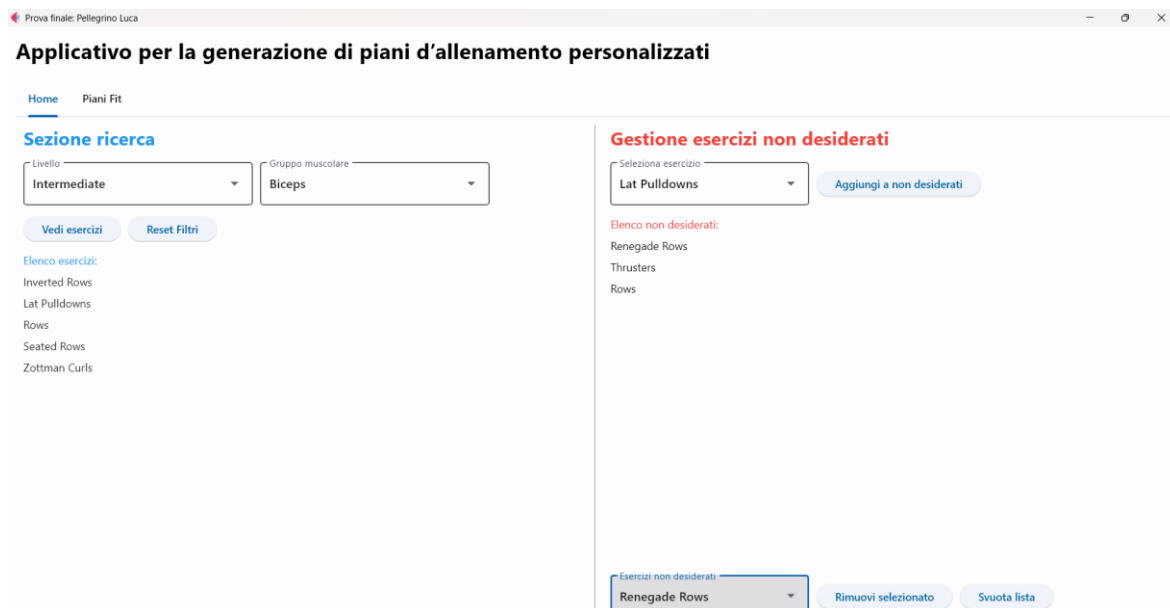 Prova finale: Pellegrino Luca
Applicativo per la generazione di piani d’allenamento personalizzati
Home Piani Fit
Sezione ricerca
Livello Gruppo muscolare
Intermediate Biceps
Vedi esercizi Reset Filtri
Elenco esercizi:
Inverted Rows
Lat Pulldowns
Rows
Seated Rows
Zottman Curls
Gestione esercizi non desiderati
Seleziona esercizio
Lat Pulldowns Aggiungi a non desiderati
Elenco non desiderati:
Renegade Rows
Thrusters
Rows
Esercizi non desiderati
Renegade Rows Rimuovi selezionato Svuota lista